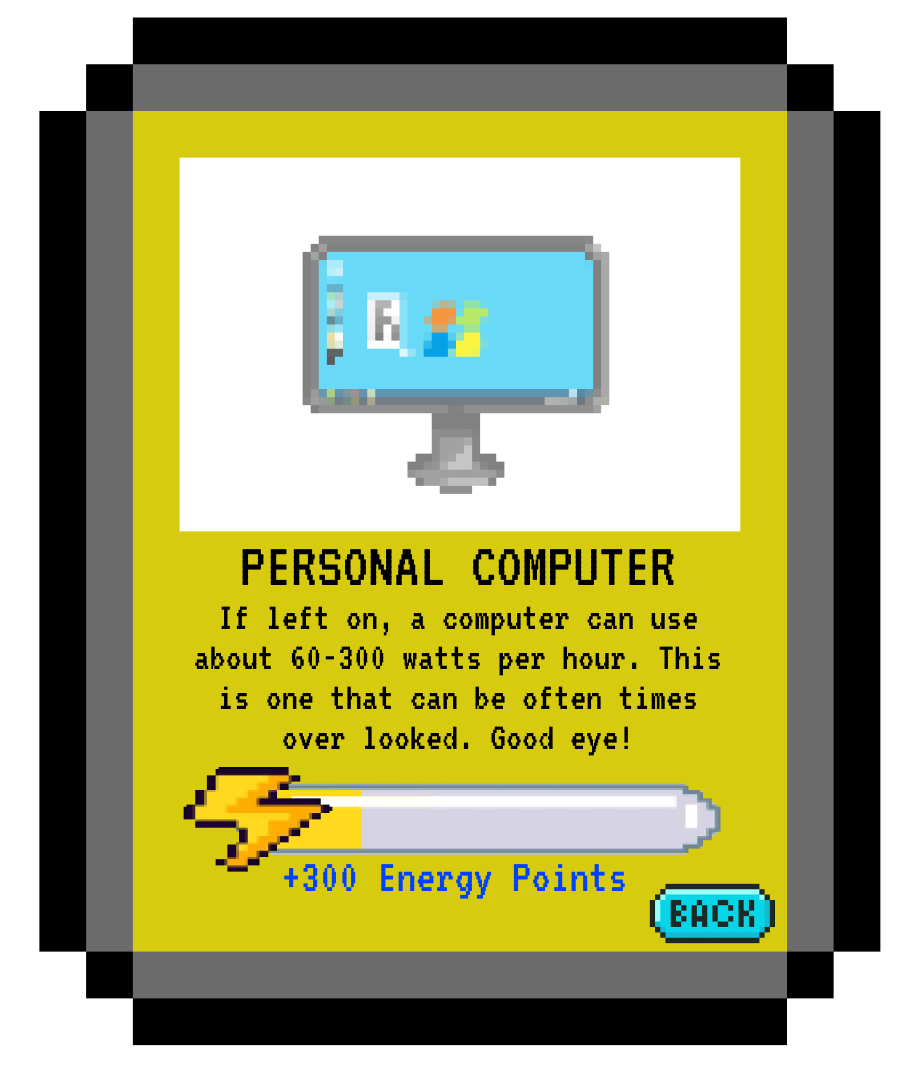 PERSONAL COMPUTER
If left on, a computer can use
about 60-300 watts per hour. This
is one that can be often times
over looked. Good eye!
+300 Energy Points
BACK